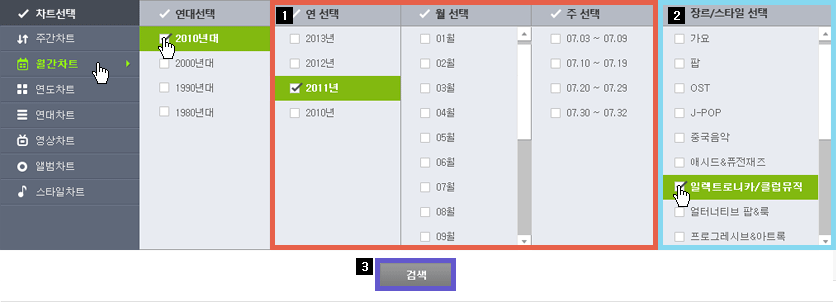 차트선택
주간차트
월간차트
연도차트
연대차트
영상차트
앨범차트
스타일차트
연대선택
2010년대
2000년대
1990년대
1980년대
1 연 선택
2013년
2012년
2011년
2010년
월 선택
01월
02월
03월
04월
05월
06월
07월
08월
09월
주 선택
07.03 ~ 07.09
07.10 ~ 07.19
07.20 ~ 07.29
07.30 ~ 07.32
2 장르/스타일 선택
가요
팝
OST
J-POP
중국음악
애시드&퓨전재즈
일렉트로니카/클럽뮤직
얼터너티브 팝&록
프로그레시브&아트록
3 검색